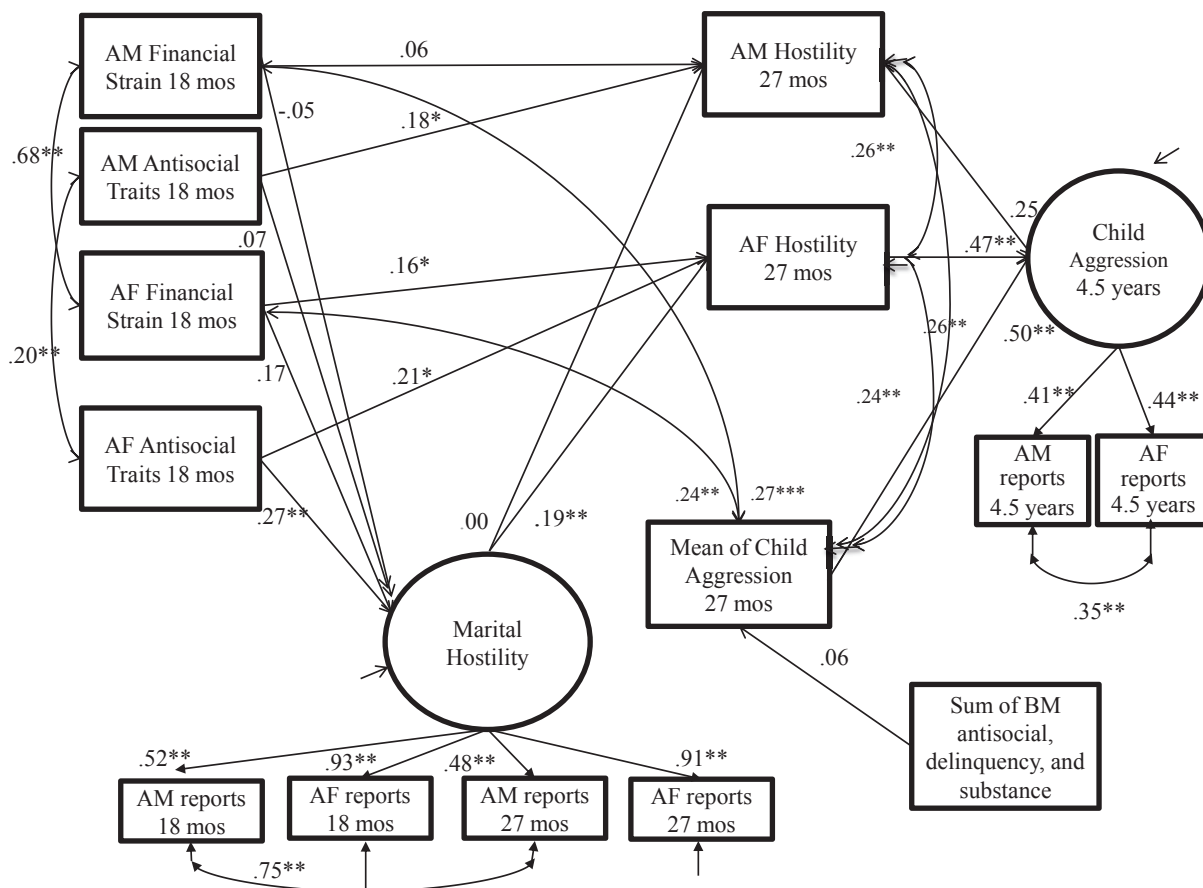 AM Financial
Strain 18 mos
AM Antisocial
Traits 18 mos
AF Financial
Strain 18 mos
AF Antisocial
Traits 18 mos
.68**
.20**
.06
-.05
.18*
.07
.16*
.17
.21*
.27**
AM Hostility
27 mos
AF Hostility
27 mos
.26**
.25
.47**
.26**
.50**
.24**
Child
Aggression
4.5 years
.41**
.44**
AM
reports
4.5 years
AF
reports
4.5 years
.35**
.00
.19**
.24**
.27***
Mean of Child
Aggression
27 mos
.06
Sum of BM
antisocial,
delinquency, and
substance
Marital
Hostility
.52**
.93**
.48**
.91**
AM reports
18 mos
AF reports
18 mos
AM reports
27 mos
AF reports
27 mos
.75**